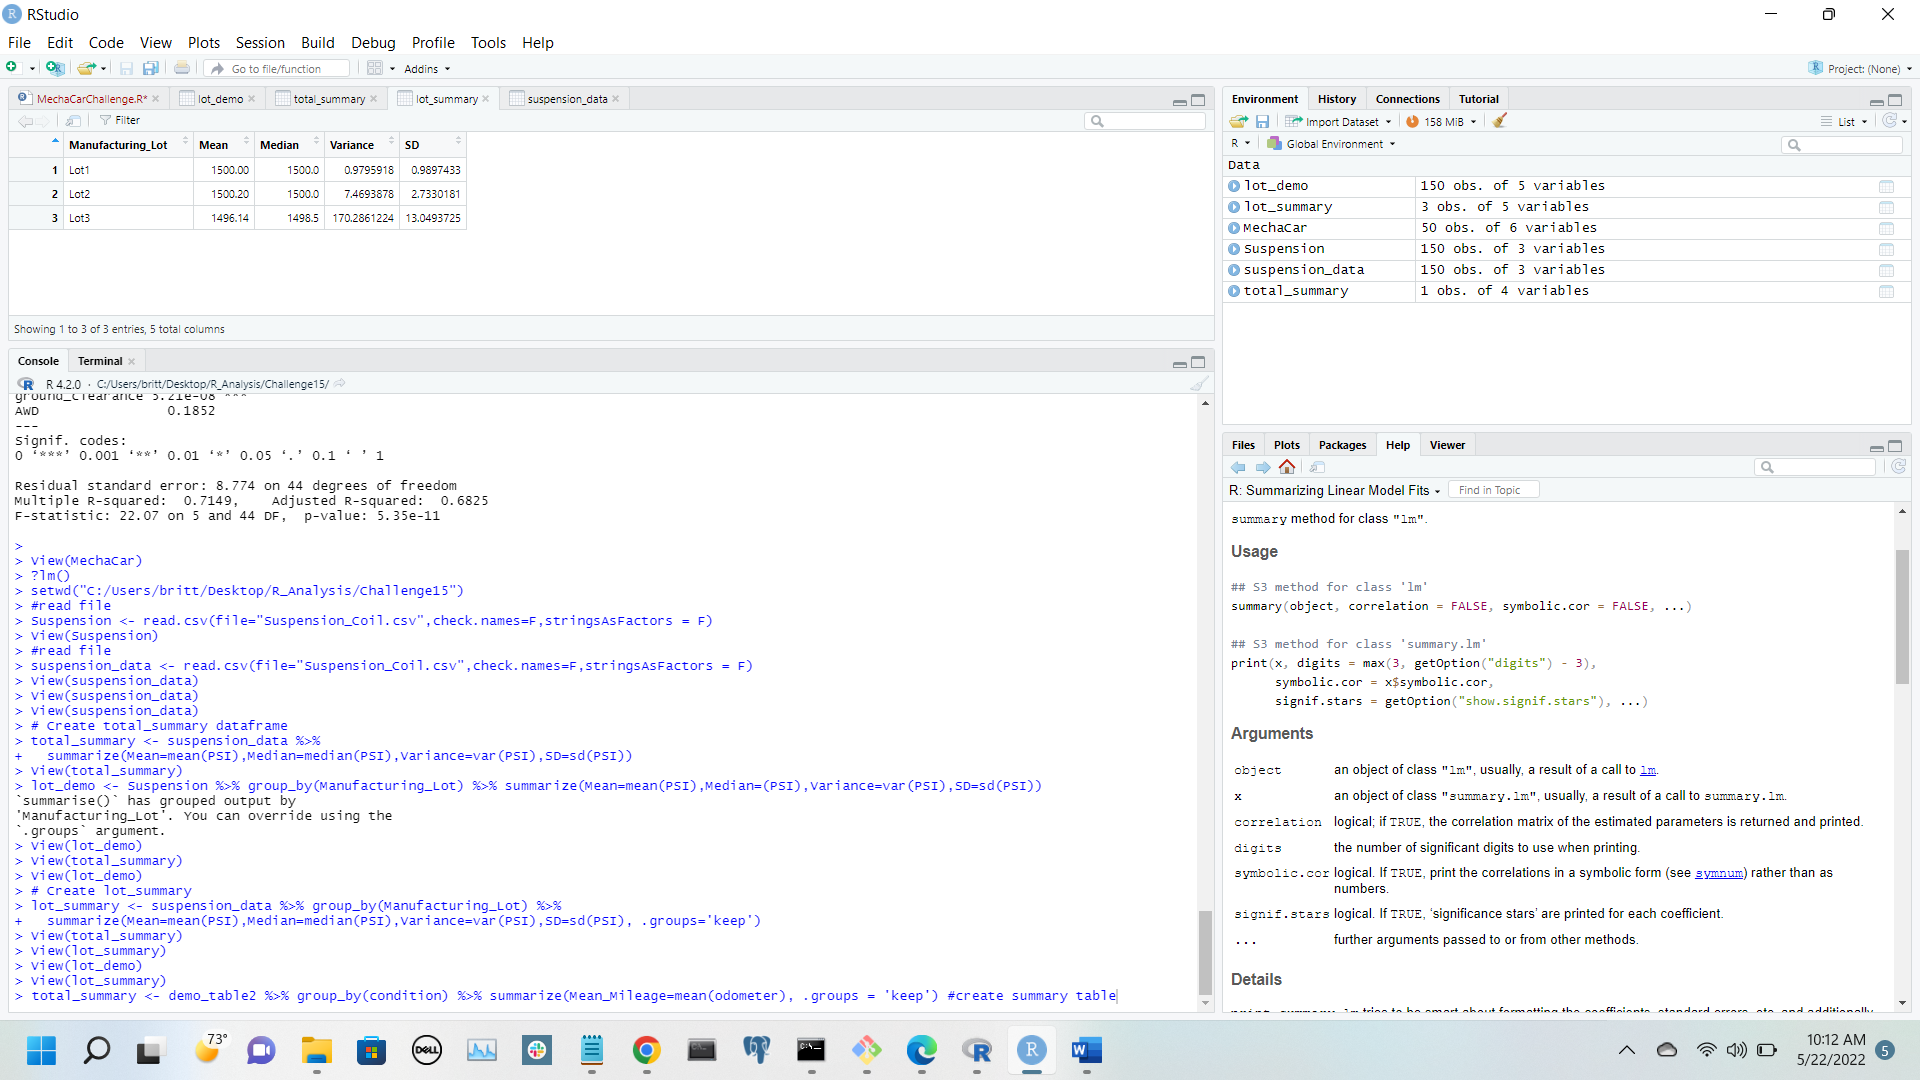 RStudio
File Edit Code View Plots Session Build Debug Profile Tools Help
Go to file/function Addins Project: (None)
MechaCarChallenge.R* lot_demo total_summary lot_summary suspension_data
Filter
Manufacturing_Lot Mean Median Variance SD
1 Lot1 1500.00 1500.0 0.9795918 0.9897433
2 Lot2 1500.20 1500.0 7.4693878 2.7330181
3 Lot3 1496.14 1498.5 170.2861224 13.0493725
Showing 1 to 3 of 3 entries, 5 total columns
Console Terminal
R 4.2.0 · C:/Users/britt/Desktop/R_Analysis/Challenge15/
ground_clearance 5.21e-08 ***
AWD 0.1852
---
Signif. codes:
0 ‘***’ 0.001 ‘**’ 0.01 ‘*’ 0.05 ‘.’ 0.1 ‘ ’ 1
Residual standard error: 8.774 on 44 degrees of freedom
Multiple R-squared:  0.7149,    Adjusted R-squared:  0.6825
F-statistic: 22.07 on 5 and 44 DF,  p-value: 5.35e-11
>
> View(MechaCar)
> ?lm()
> setwd("C:/Users/britt/Desktop/R_Analysis/Challenge15")
> #read file
> Suspension <- read.csv(file="Suspension_Coil.csv",check.names=F,stringsAsFactors = F)
> View(Suspension)
> #read file
> suspension_data <- read.csv(file="Suspension_Coil.csv",check.names=F,stringsAsFactors = F)
> View(suspension_data)
> View(suspension_data)
> View(suspension_data)
> # Create total_summary dataframe
> total_summary <- suspension_data %>%
+   summarize(Mean=mean(PSI),Median=median(PSI),Variance=var(PSI),SD=sd(PSI))
> View(total_summary)
> lot_demo <- Suspension %>% group_by(Manufacturing_Lot) %>% summarize(Mean=mean(PSI),Median=(PSI),Variance=var(PSI),SD=sd(PSI))
`summarise()` has grouped output by
'Manufacturing_Lot'. You can override using the
`.groups` argument.
> View(lot_demo)
> View(total_summary)
> View(lot_demo)
> # Create lot_summary
> lot_summary <- suspension_data %>% group_by(Manufacturing_Lot) %>%
+   summarize(Mean=mean(PSI),Median=median(PSI),Variance=var(PSI),SD=sd(PSI), .groups='keep')
> View(total_summary)
> View(lot_summary)
> View(lot_demo)
> View(lot_summary)
> total_summary <- demo_table2 %>% group_by(condition) %>% summarize(Mean_Mileage=mean(odometer), .groups = 'keep') #create summary table
Environment History Connections Tutorial
Import Dataset 158 MiB List
R Global Environment
Data
lot_demo 150 obs. of 5 variables
lot_summary 3 obs. of 5 variables
MechaCar 50 obs. of 6 variables
Suspension 150 obs. of 3 variables
suspension_data 150 obs. of 3 variables
total_summary 1 obs. of 4 variables
Files Plots Packages Help Viewer
R: Summarizing Linear Model Fits Find in Topic
summary method for class "lm".
Usage
## S3 method for class 'lm'
summary(object, correlation = FALSE, symbolic.cor = FALSE, ...)
## S3 method for class 'summary.lm'
print(x, digits = max(3, getOption("digits") - 3),
symbolic.cor = x$symbolic.cor,
signif.stars = getOption("show.signif.stars"), ...)
Arguments
object an object of class "lm", usually, a result of a call to lm.
x an object of class "summary.lm", usually, a result of a call to summary.lm.
correlation logical; if TRUE, the correlation matrix of the estimated parameters is returned and printed.
digits the number of significant digits to use when printing.
symbolic.cor logical. If TRUE, print the correlations in a symbolic form (see symnum) rather than as
numbers.
signif.stars logical. If TRUE, ‘significance stars’ are printed for each coefficient.
... further arguments passed to or from other methods.
Details
print.summary.lm tries to be smart about formatting the coefficients, standard errors, etc. and additionally
73°
DELL
10:12 AM
5/22/2022
5